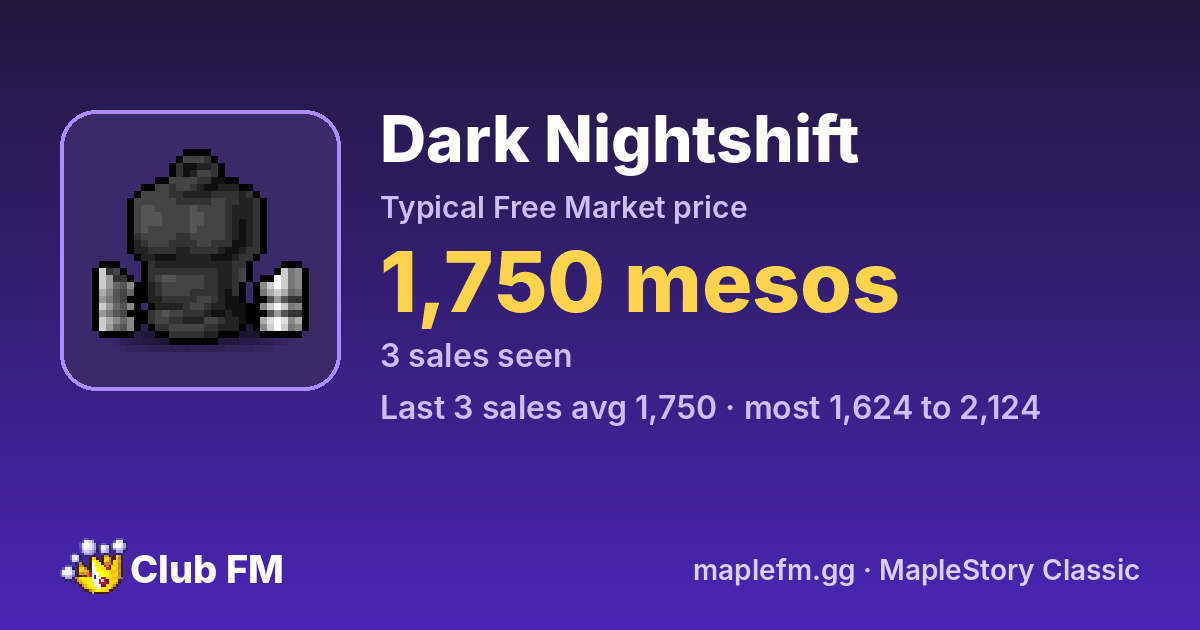 Dark Nightshift
Typical Free Market price
1,750 mesos
3 sales seen
Last 3 sales avg 1,750 · most 1,624 to 2,124
Club FM
maplefm.gg · MapleStory Classic